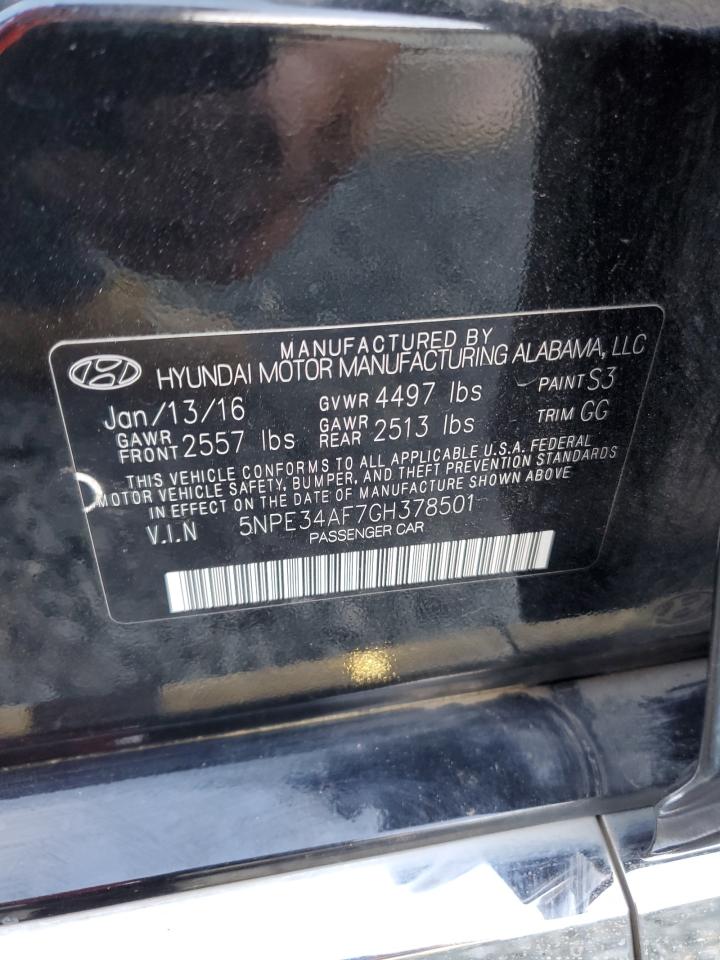 MANUFACTURED BY
HYUNDAI MOTOR MANUFACTURING ALABAMA, LLC
Jan/13/16 GVWR 4497 lbs PAINT S3
GAWR FRONT 2557 lbs GAWR REAR 2513 lbs TRIM GG
THIS VEHICLE CONFORMS TO ALL APPLICABLE U.S.A. FEDERAL
MOTOR VEHICLE SAFETY, BUMPER, AND THEFT PREVENTION STANDARDS
IN EFFECT ON THE DATE OF MANUFACTURE SHOWN ABOVE
V.I.N 5NPE34AF7GH378501
PASSENGER CAR